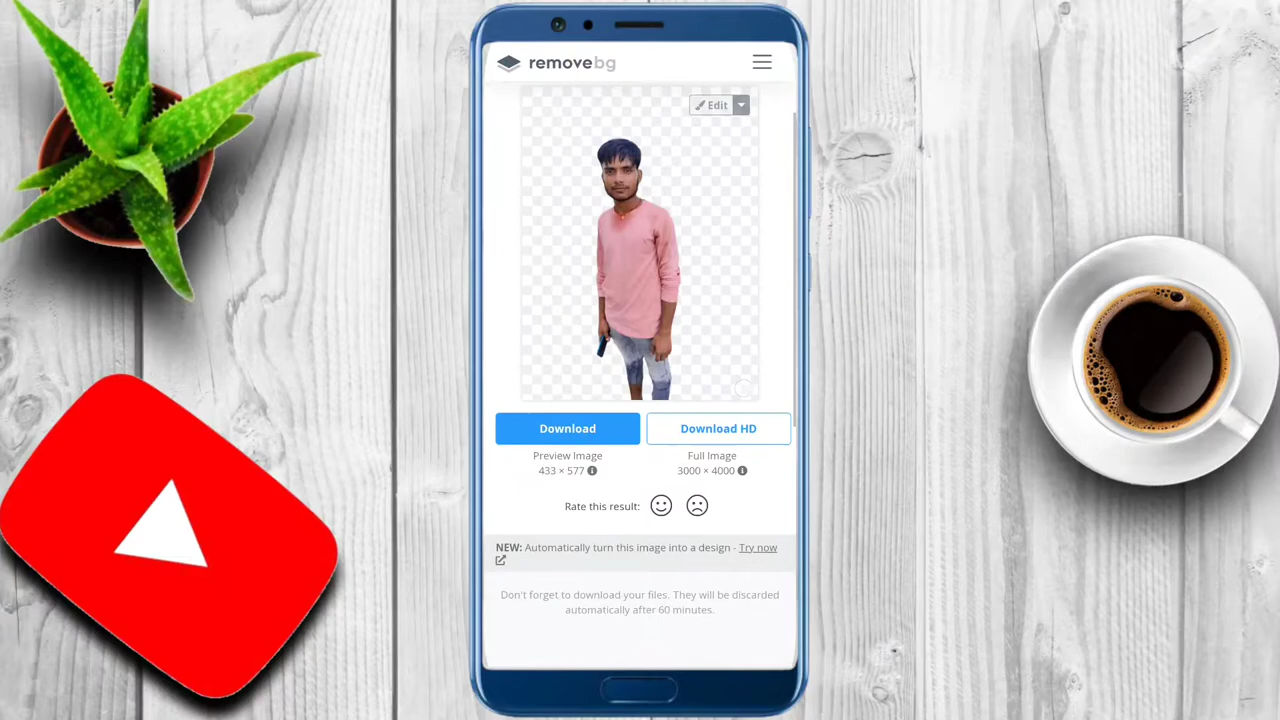 removebg
Edit
Download
Download HD
Preview Image
433 × 577
Full Image
3000 × 4000
Rate this result:
NEW: Automatically turn this image into a design - Try now
Don't forget to download your files. They will be discarded
automatically after 60 minutes.